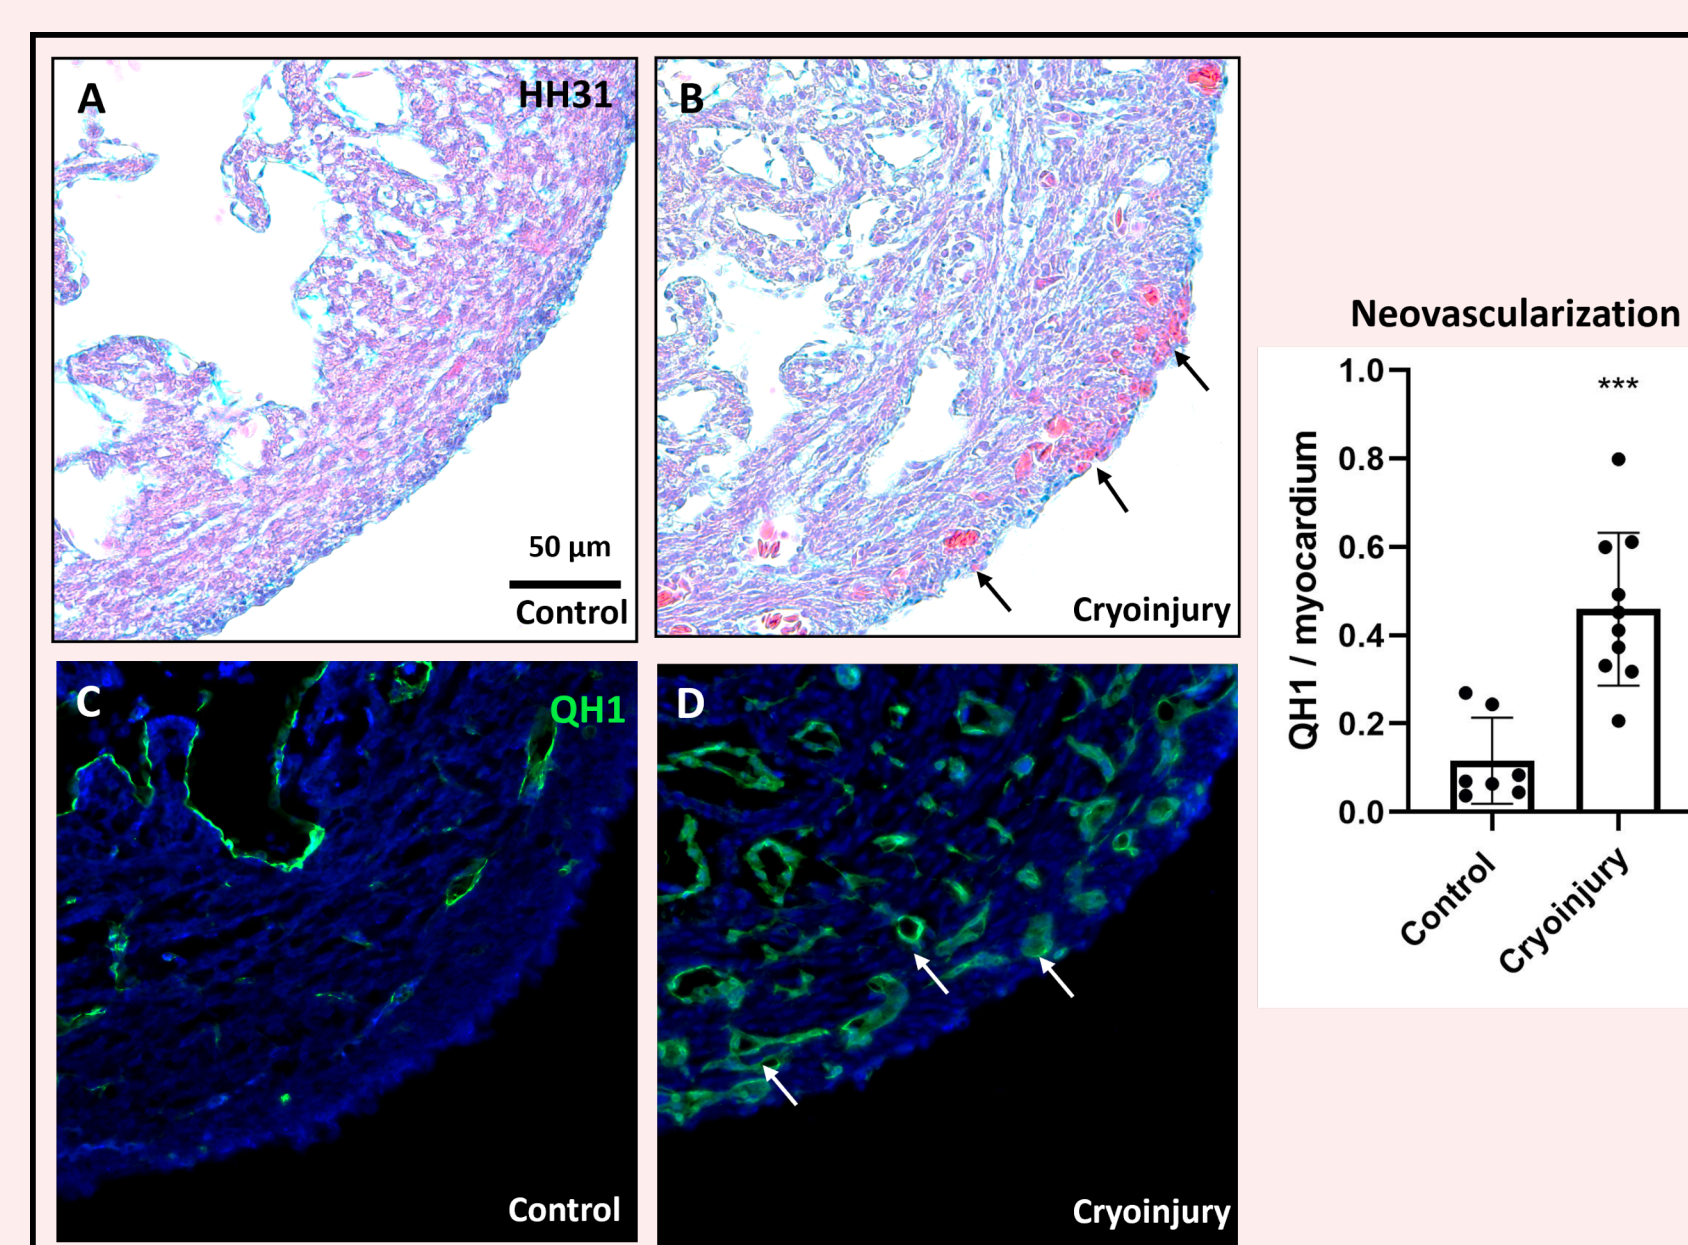 A
HH31
50 µm
Control
B
Cryoinjury
C
QH1
Control
D
Cryoinjury
Neovascularization
QH1 / myocardium
1.0
0.8
0.6
0.4
0.2
0.0
***
Control
Cryoinjury